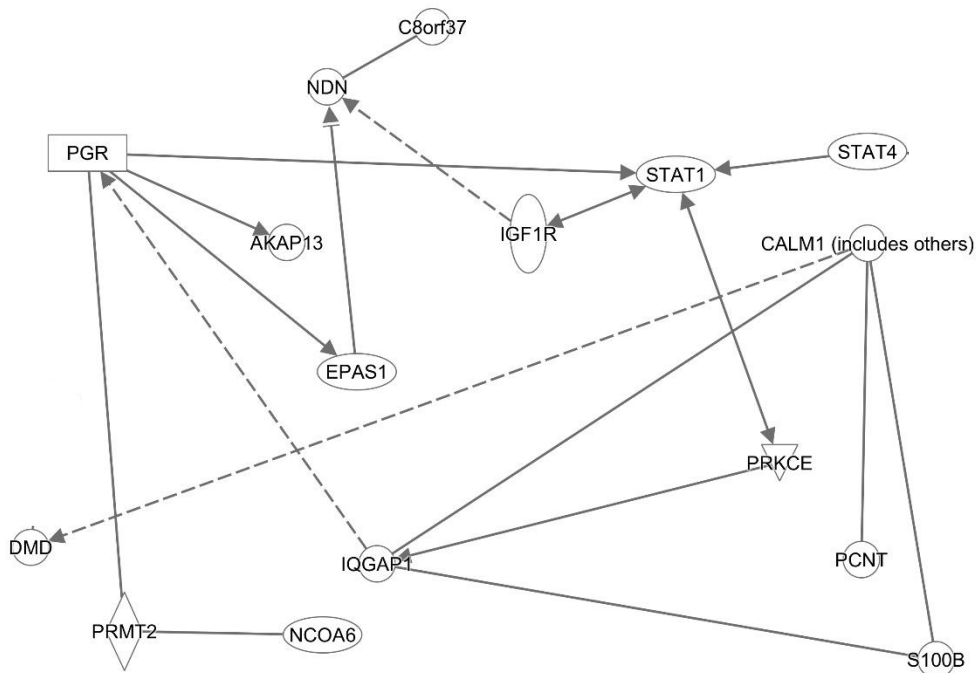 C8orf37
NDN
PGR
STAT4
STAT1
AKAP13
IGF1R
CALM1 (includes others)
EPAS1
PRKCE
DMD
IQGAP1
PCNT
PRMT2
NCOA6
S100B